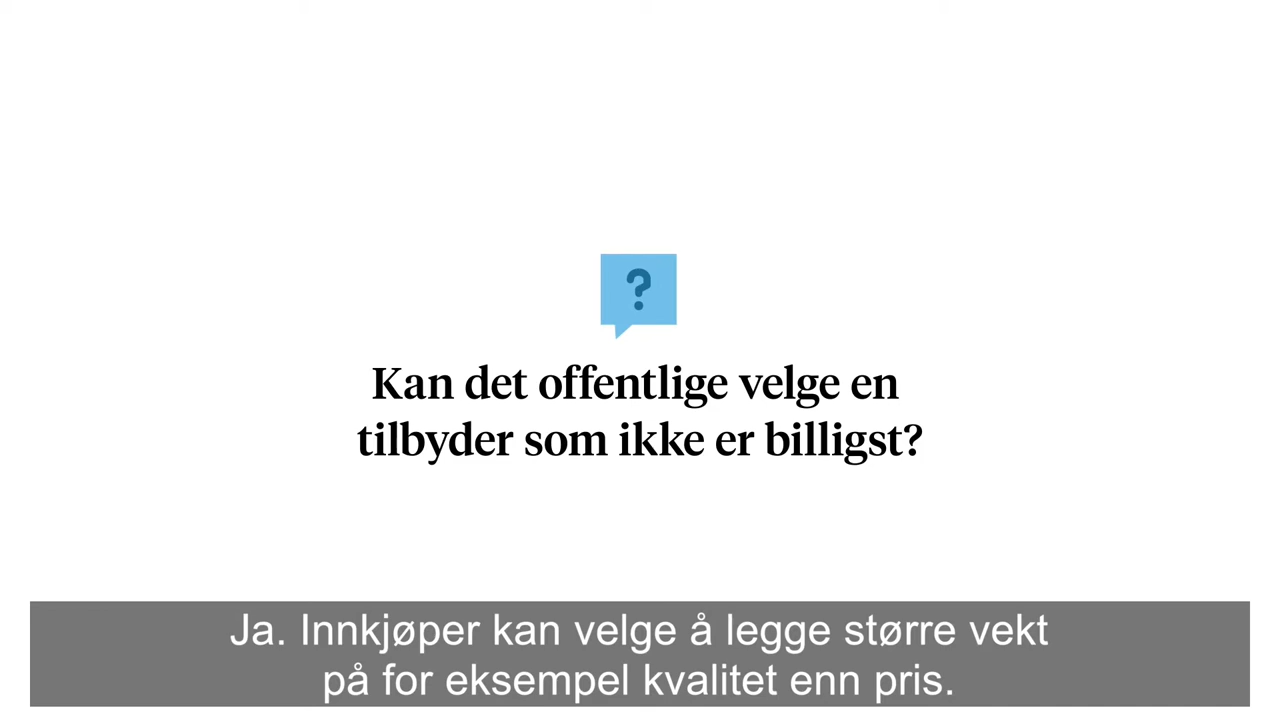 ?
Kan det offentlige velge en
tilbyder som ikke er billigst?
Ja. Innkjøper kan velge å legge større vekt
på for eksempel kvalitet enn pris.